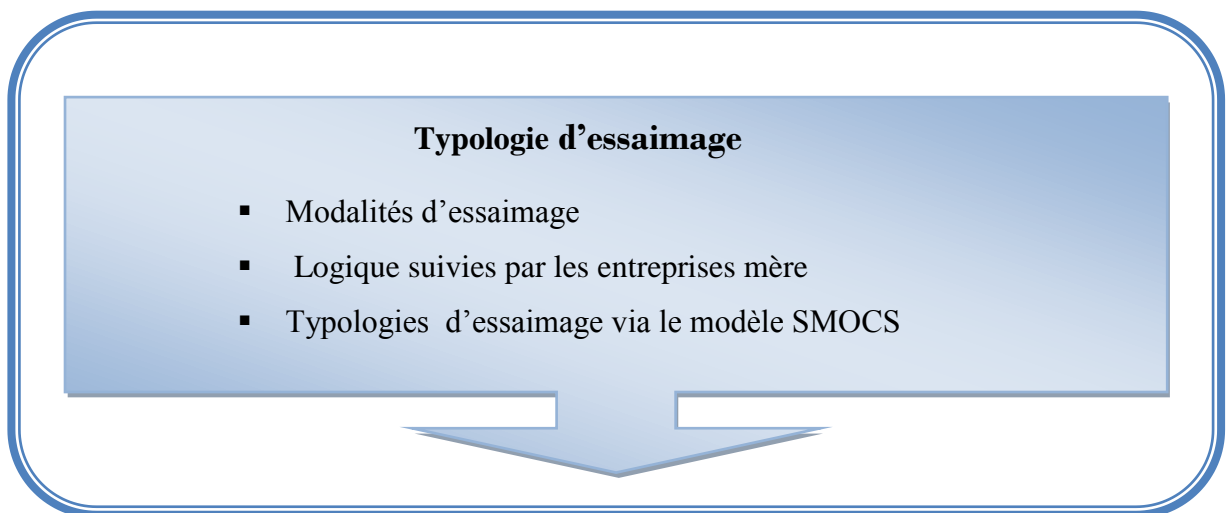 Typologie d’essaimage
▪ Modalités d’essaimage
▪ Logique suivies par les entreprises mère
▪ Typologies d’essaimage via le modèle SMOCS